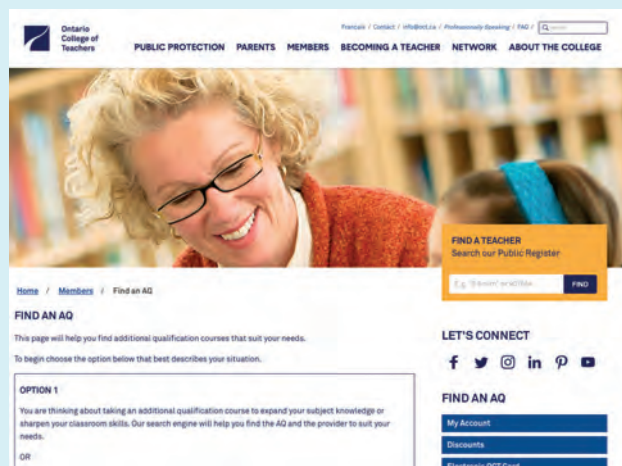 Ontario
College of
Teachers
Français / Contact / info@oct.ca / Professionally Speaking / FAQ /
PUBLIC PROTECTION PARENTS MEMBERS BECOMING A TEACHER NETWORK ABOUT THE COLLEGE
FIND A TEACHER
Search our Public Register
FIND
Home / Members / Find an AQ
FIND AN AQ
This page will help you find additional qualification courses that suit your needs.
To begin choose the option below that best describes your situation.
OPTION 1
You are thinking about taking an additional qualification course to expand your subject knowledge or
sharpen your classroom skills. Our search engine will help you find the AQ and the provider to suit your
needs.
OR
LET'S CONNECT
FIND AN AQ
My Account
Discounts
Electronic OCT Card